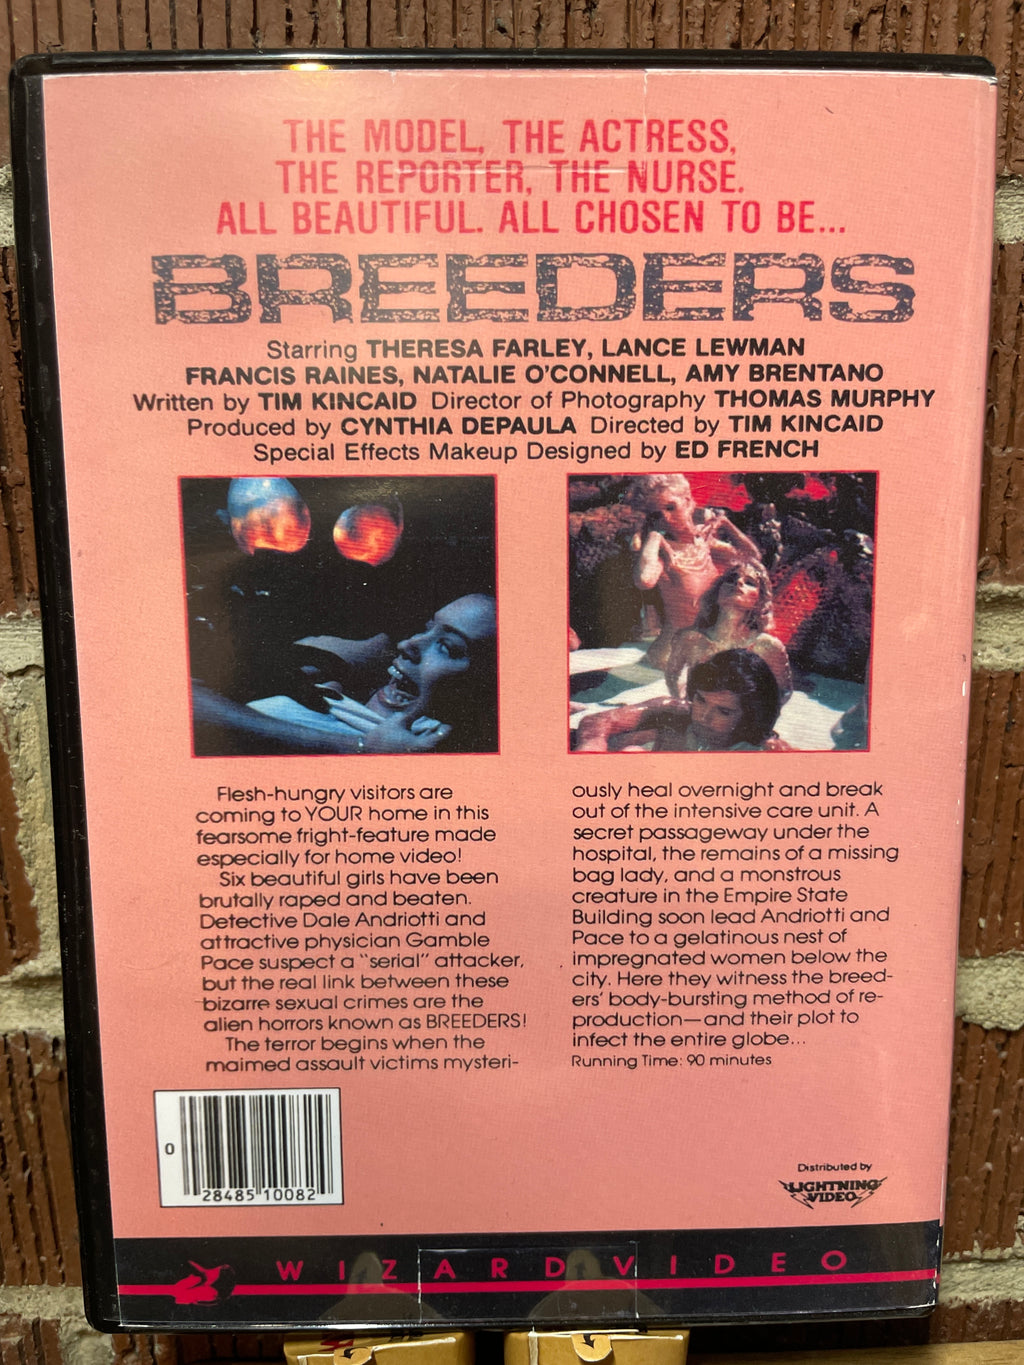 THE MODEL, THE ACTRESS,
THE REPORTER, THE NURSE.
ALL BEAUTIFUL. ALL CHOSEN TO BE...
BREEDERS
Starring THERESA FARLEY, LANCE LEWMAN
FRANCIS RAINES, NATALIE O'CONNELL, AMY BRENTANO
Written by TIM KINCAID Director of Photography THOMAS MURPHY
Produced by CYNTHIA DEPAULA Directed by TIM KINCAID
Special Effects Makeup Designed by ED FRENCH
Flesh-hungry visitors are
coming to YOUR home in this
fearsome fright-feature made
especially for home video!
Six beautiful girls have been
brutally raped and beaten.
Detective Dale Andriotti and
attractive physician Gamble
Pace suspect a "serial" attacker,
but the real link between these
bizarre sexual crimes are the
alien horrors known as BREEDERS!
The terror begins when the
maimed assault victims mysteri-
ously heal overnight and break
out of the intensive care unit. A
secret passageway under the
hospital, the remains of a missing
bag lady, and a monstrous
creature in the Empire State
Building soon lead Andriotti and
Pace to a gelatinous nest of
impregnated women below the
city. Here they witness the breed-
ers' body-bursting method of re-
production—and their plot to
infect the entire globe...
Running Time: 90 minutes
0 28485 10082
Distributed by
LIGHTNING
VIDEO
WIZARD VIDEO